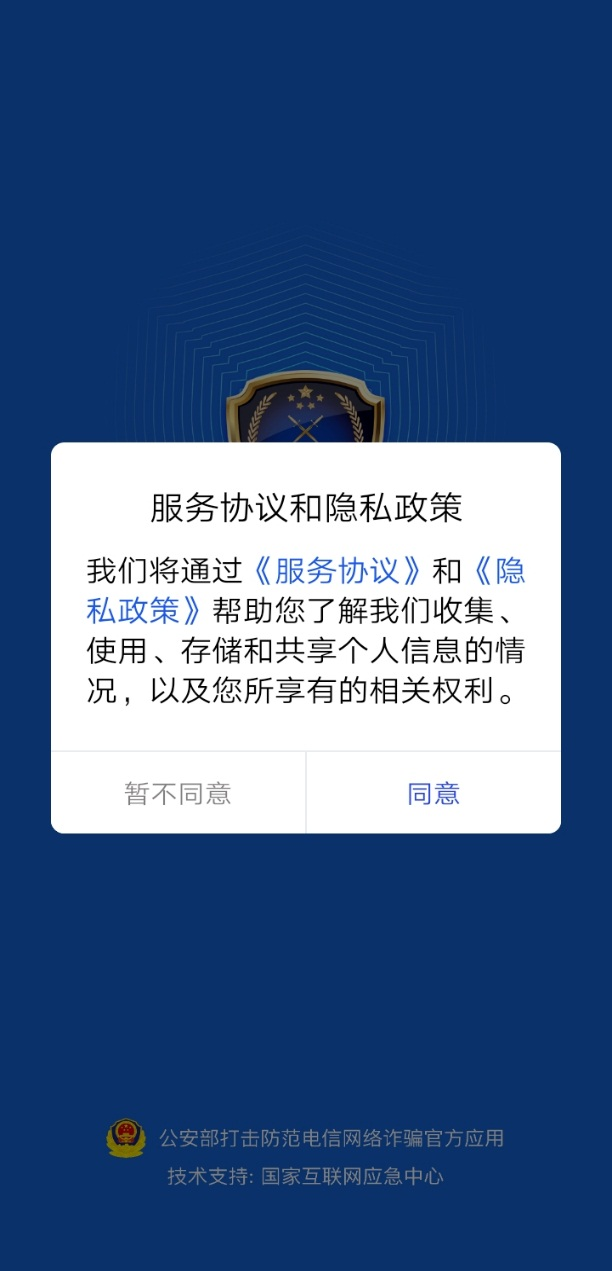 服务协议和隐私政策
我们将通过《服务协议》和《隐
私政策》帮助您了解我们收集、
使用、存储和共享个人信息的情
况，以及您所享有的相关权利。
暂不同意
同意
公安部打击防范电信网络诈骗官方应用
技术支持: 国家互联网应急中心